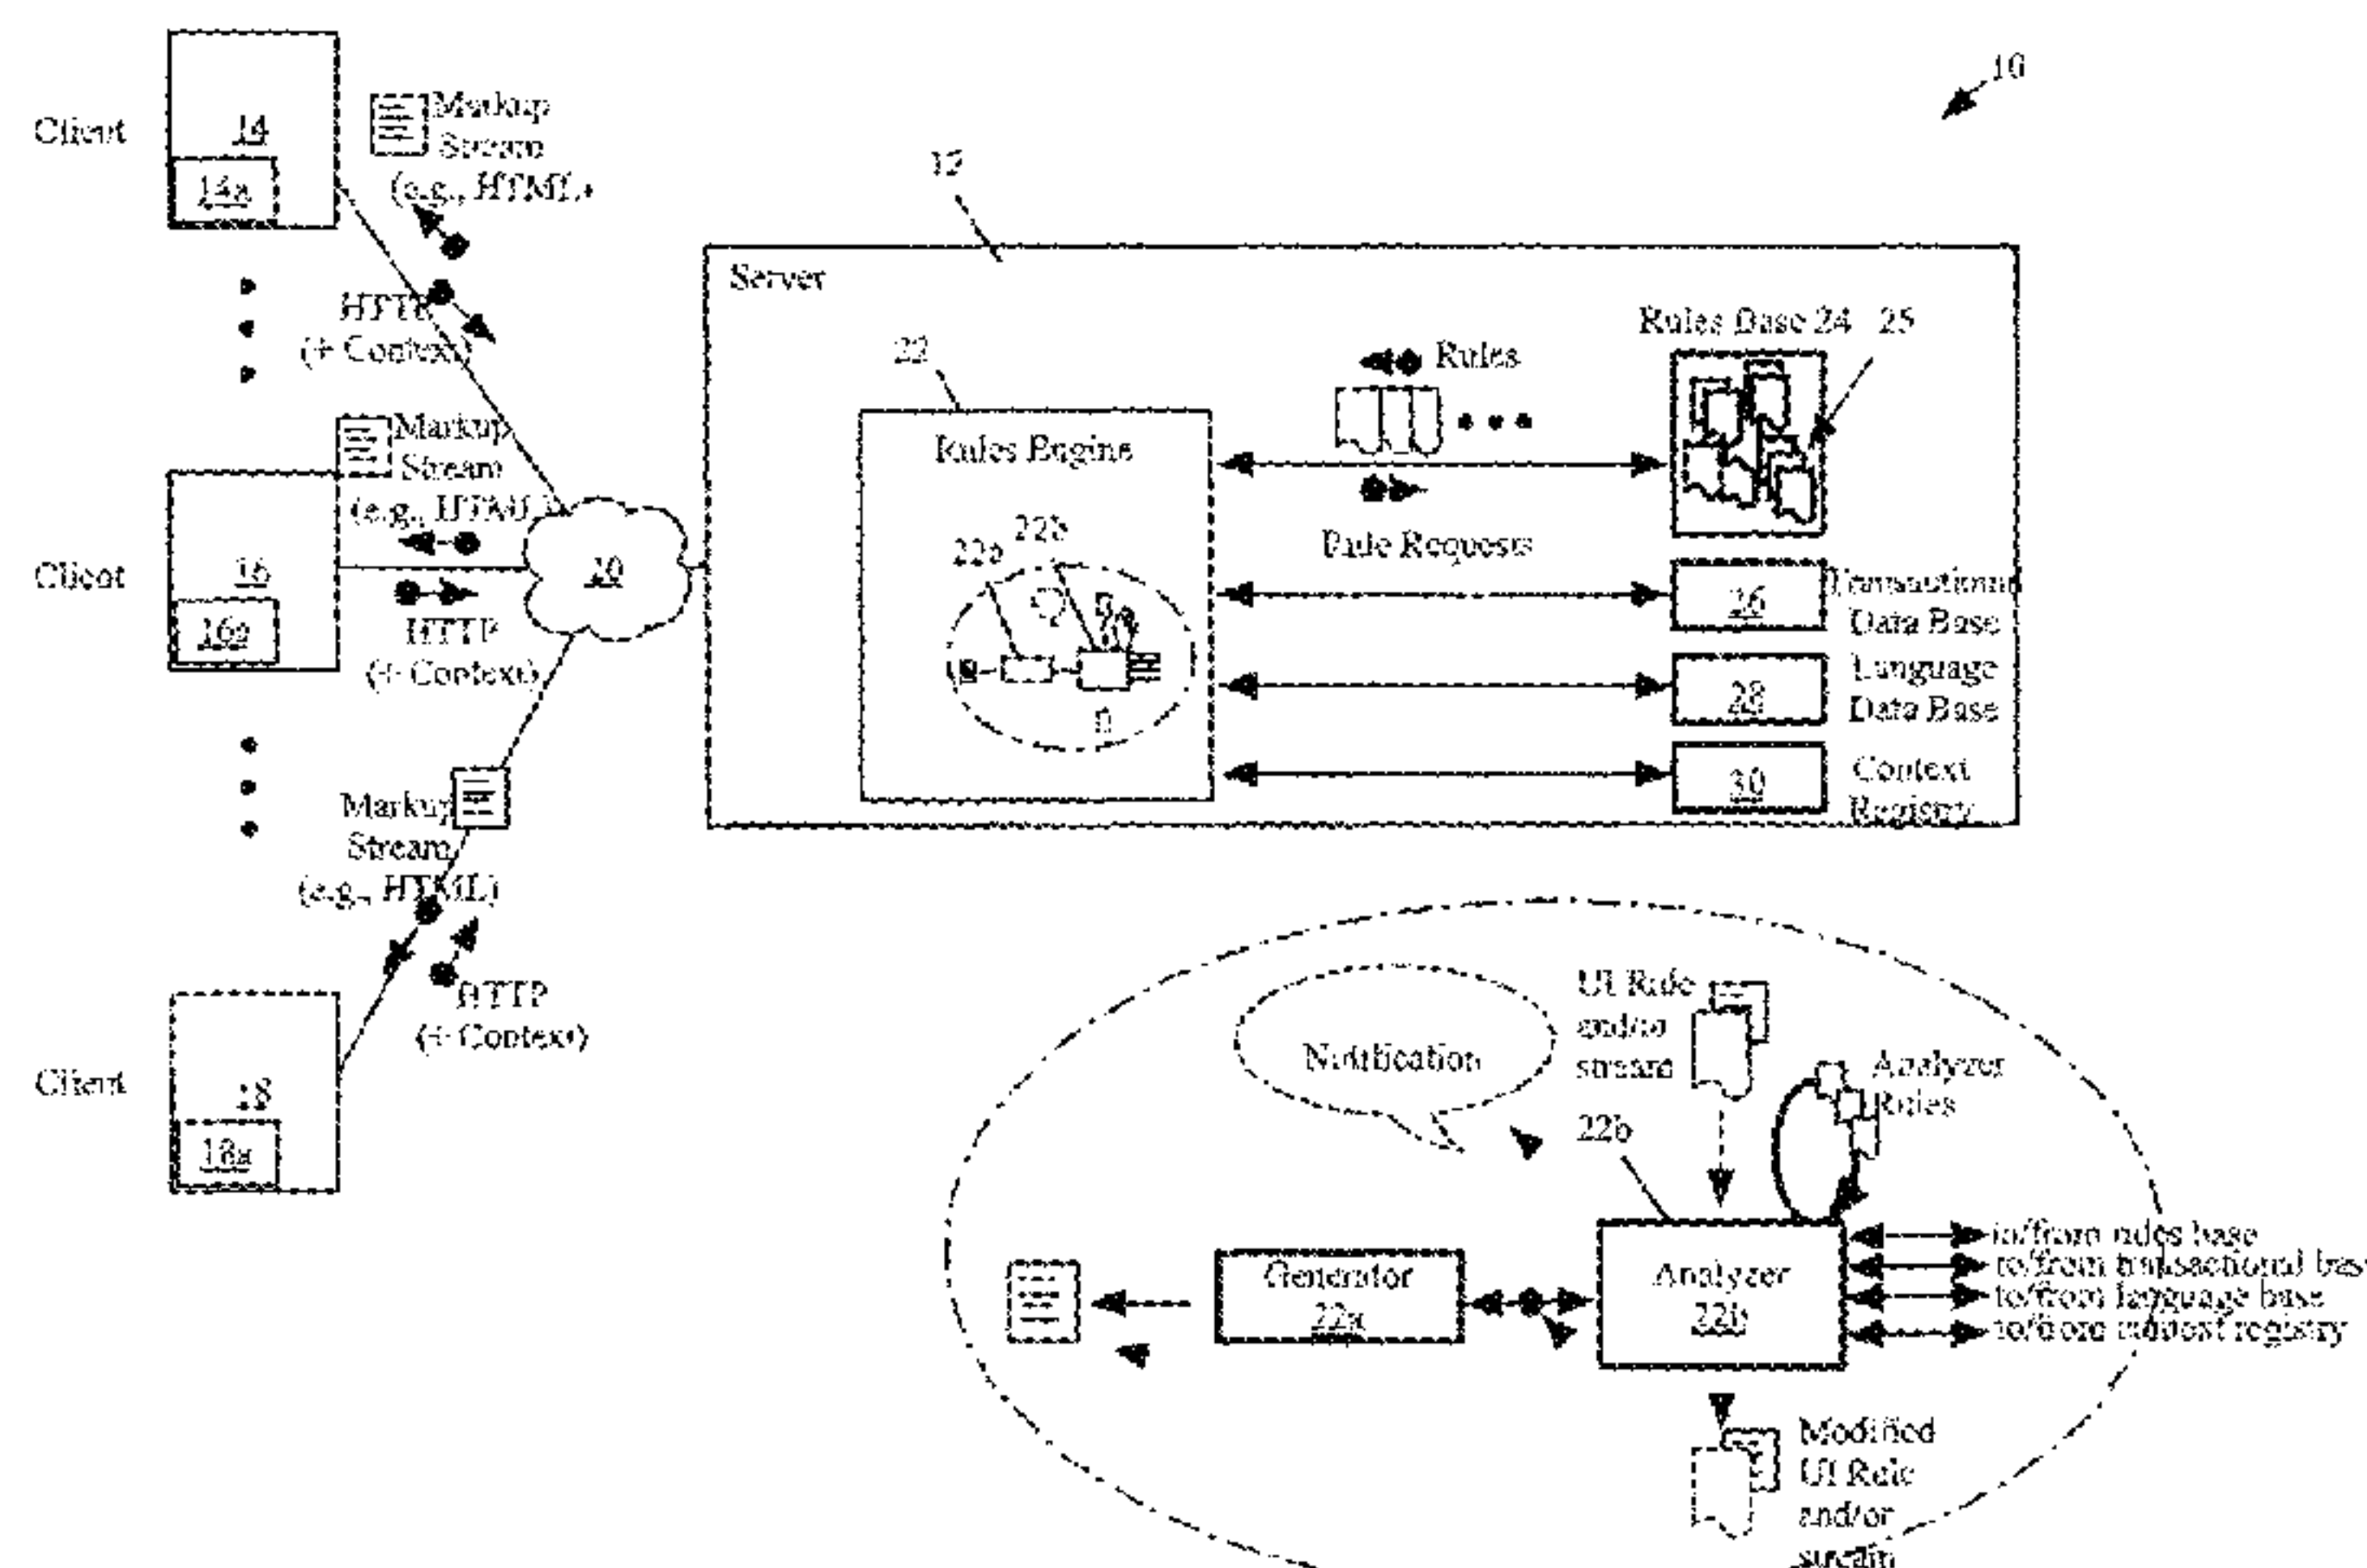 10
Client
14
14a
Markup
Stream
(e.g., HTML+
HTTP
(+ Context)
12
Server
22
Rules Engine
22a
22b
Rules
Rule Requests
Rules Base 24
25
26
Transactional
Data Base
28
Language
Data Base
30
Context
Registry
Markup
Stream
(e.g., HTML)
Client
16
16a
HTTP
(+ Context)
20
Markup
Stream
(e.g., HTML)
HTTP
(+ Context)
Client
18
18a
Notification
UI Rule
and/or
stream
Analyzer
Rules
22b
Generator
22a
Analyzer
22b
to/from rules base
to/from transactional bas
to/from language base
to/from context registry
Modified
UI Rule
and/or
stream